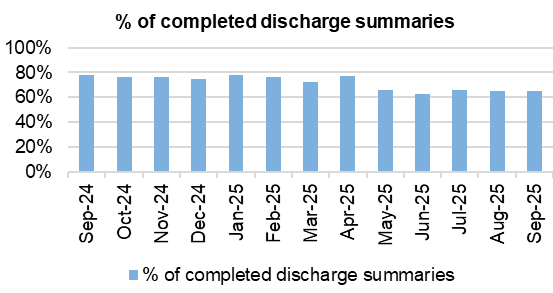 % of completed discharge summaries
100%
80%
60%
40%
20%
0%
Sep-24
Oct-24
Nov-24
Dec-24
Jan-25
Feb-25
Mar-25
Apr-25
May-25
Jun-25
Jul-25
Aug-25
Sep-25
% of completed discharge summaries